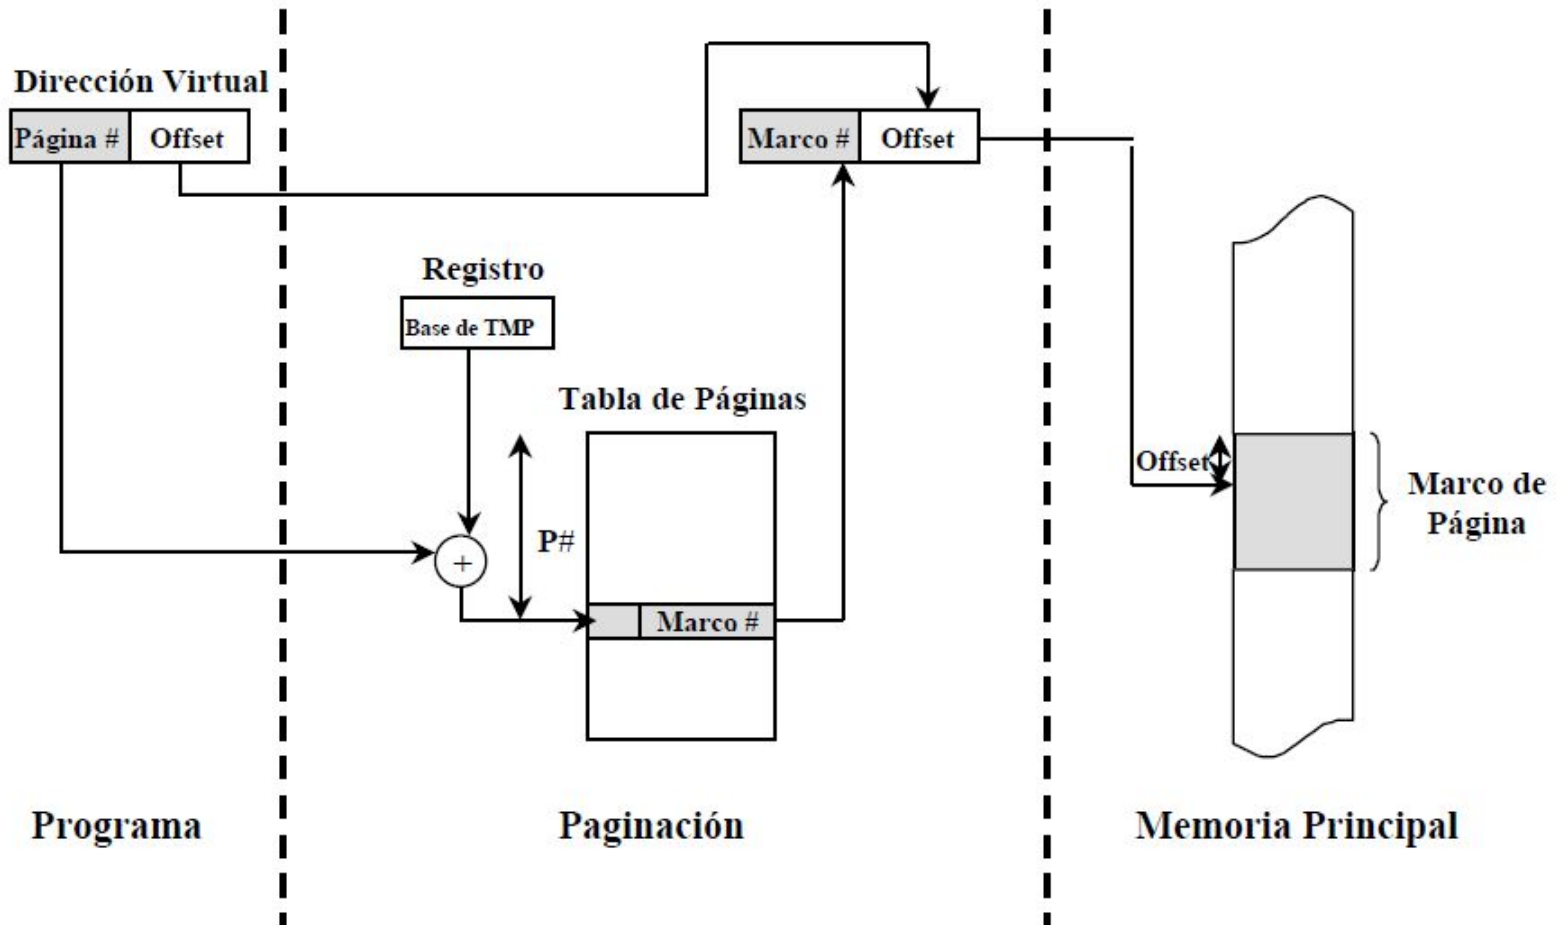 Dirección Virtual
Página # Offset
Marco # Offset
Registro
Base de TMP
Tabla de Páginas
P#
+
Marco #
Offset
Marco de
Página
Programa
Paginación
Memoria Principal